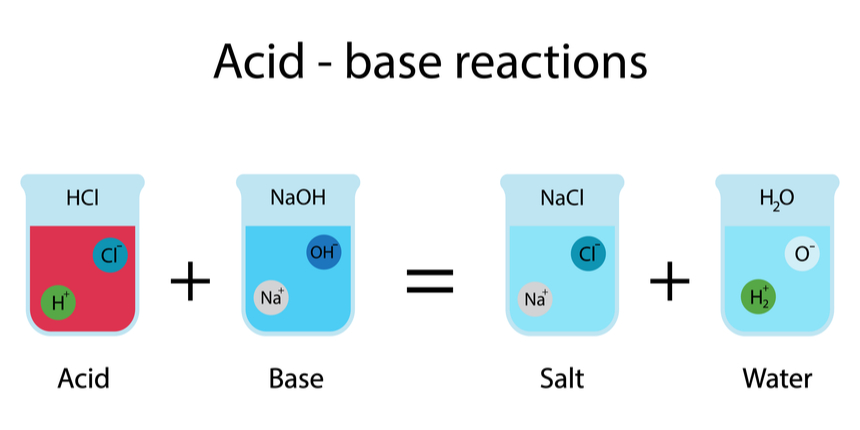 Acid - base reactions
HCl
Cl⁻
H⁺
Acid
+
NaOH
OH⁻
Na⁺
Base
=
NaCl
Cl⁻
Na⁺
Salt
+
H₂O
O⁻
H₂⁺
Water